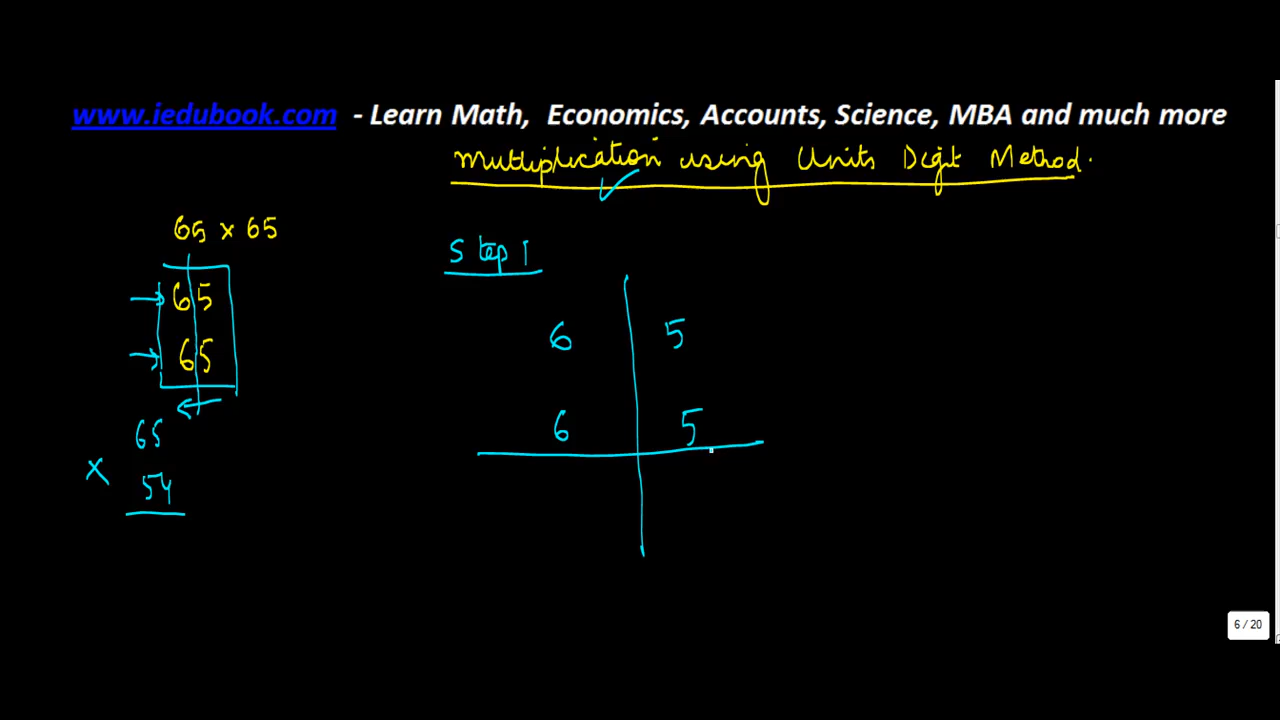 www.iedubook.com - Learn Math, Economics, Accounts, Science, MBA and much more
Multiplication using Units Digit Method.
65 x 65
65
65
65
x
54
Step 1
6 5
6 5
6 / 20